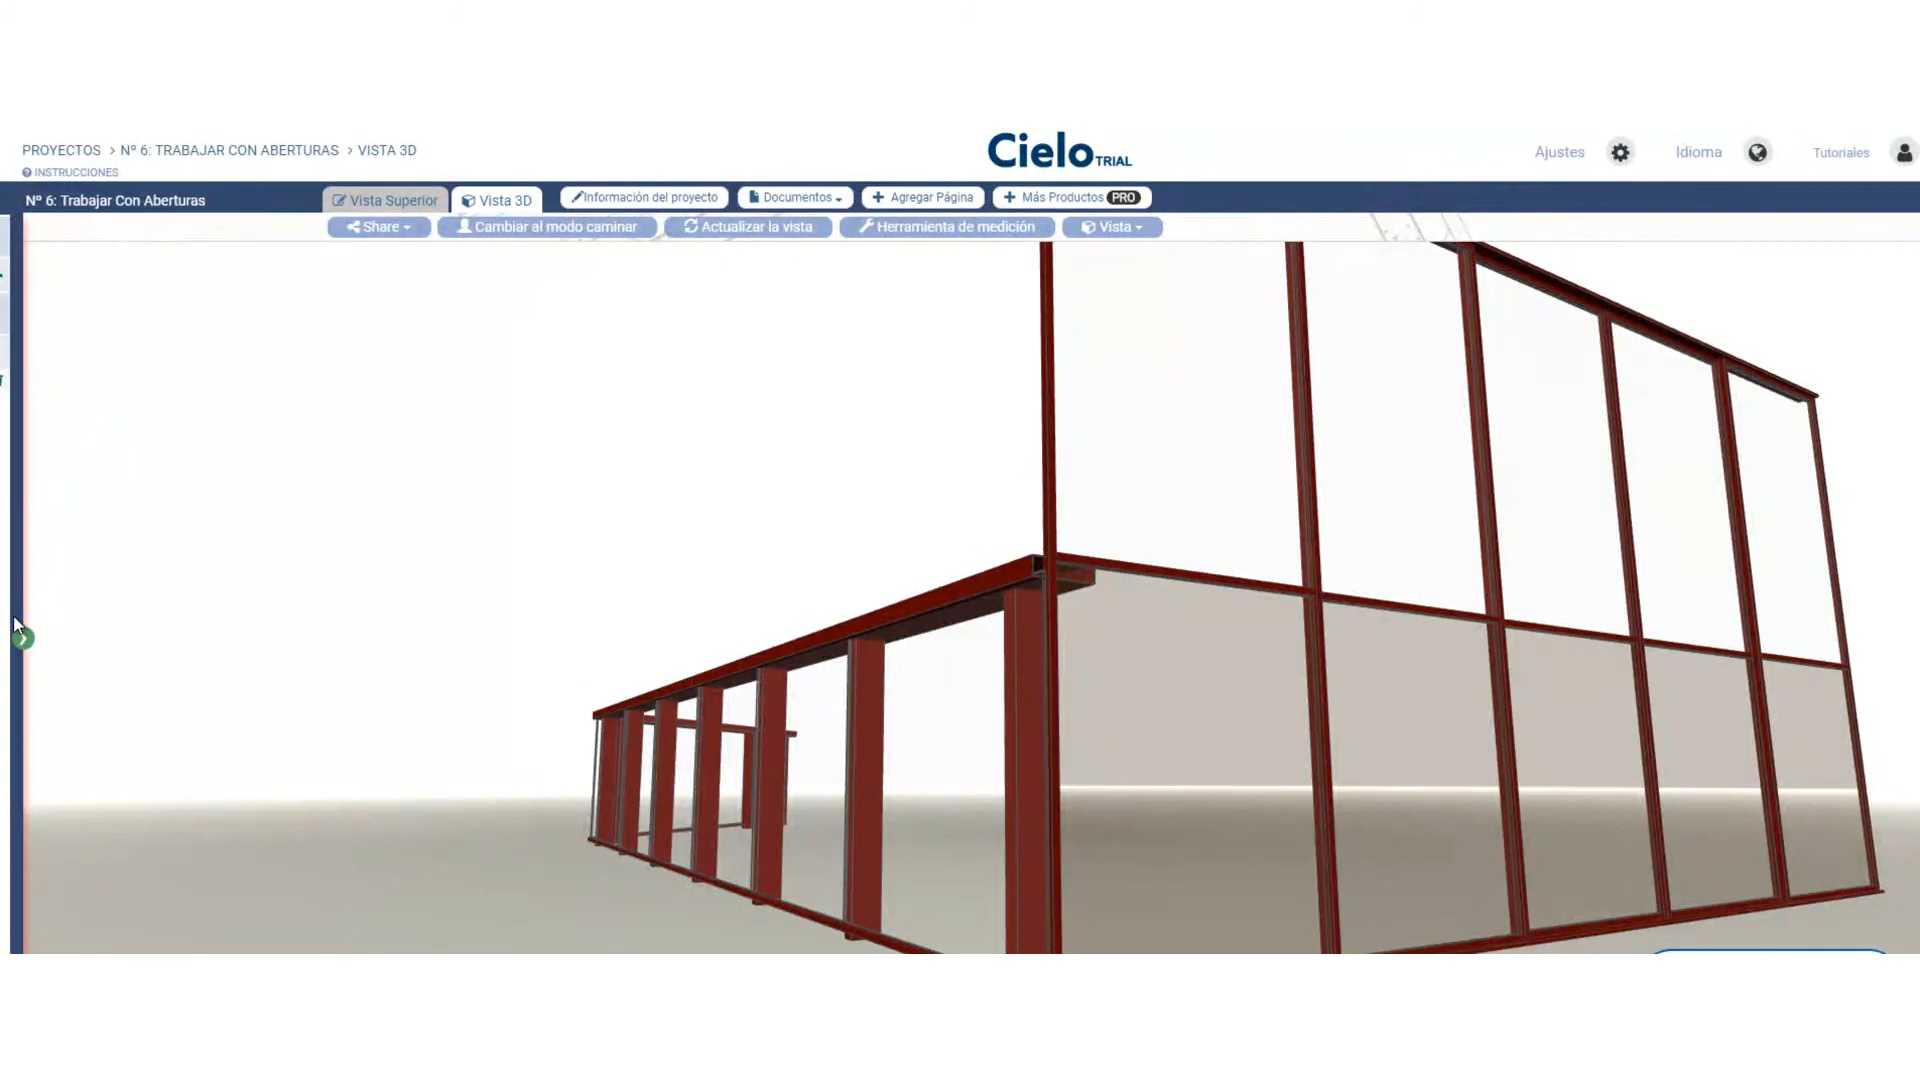 PROYECTOS > Nº 6: TRABAJAR CON ABERTURAS > VISTA 3D
INSTRUCCIONES
Cielo TRIAL
Ajustes
Idioma
Tutoriales
Nº 6: Trabajar Con Aberturas
Vista Superior
Vista 3D
Información del proyecto
Documentos
Agregar Página
Más Productos PRO
Share
Cambiar al modo caminar
Actualizar la vista
Herramienta de medición
Vista